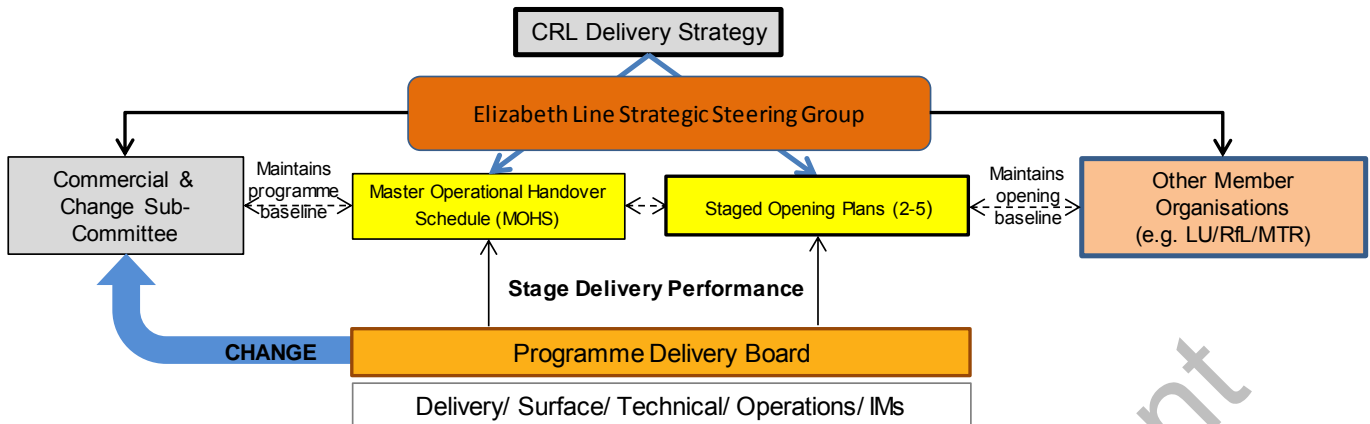 CRL Delivery Strategy
Elizabeth Line Strategic Steering Group
Commercial &
Change Sub-
Committee
Maintains
programme
baseline
Master Operational Handover
Schedule (MOHS)
Staged Opening Plans (2-5)
Maintains
opening
baseline
Other Member
Organisations
(e.g. LU/RfL/MTR)
Stage Delivery Performance
CHANGE
Programme Delivery Board
Delivery/ Surface/ Technical/ Operations/ IMs